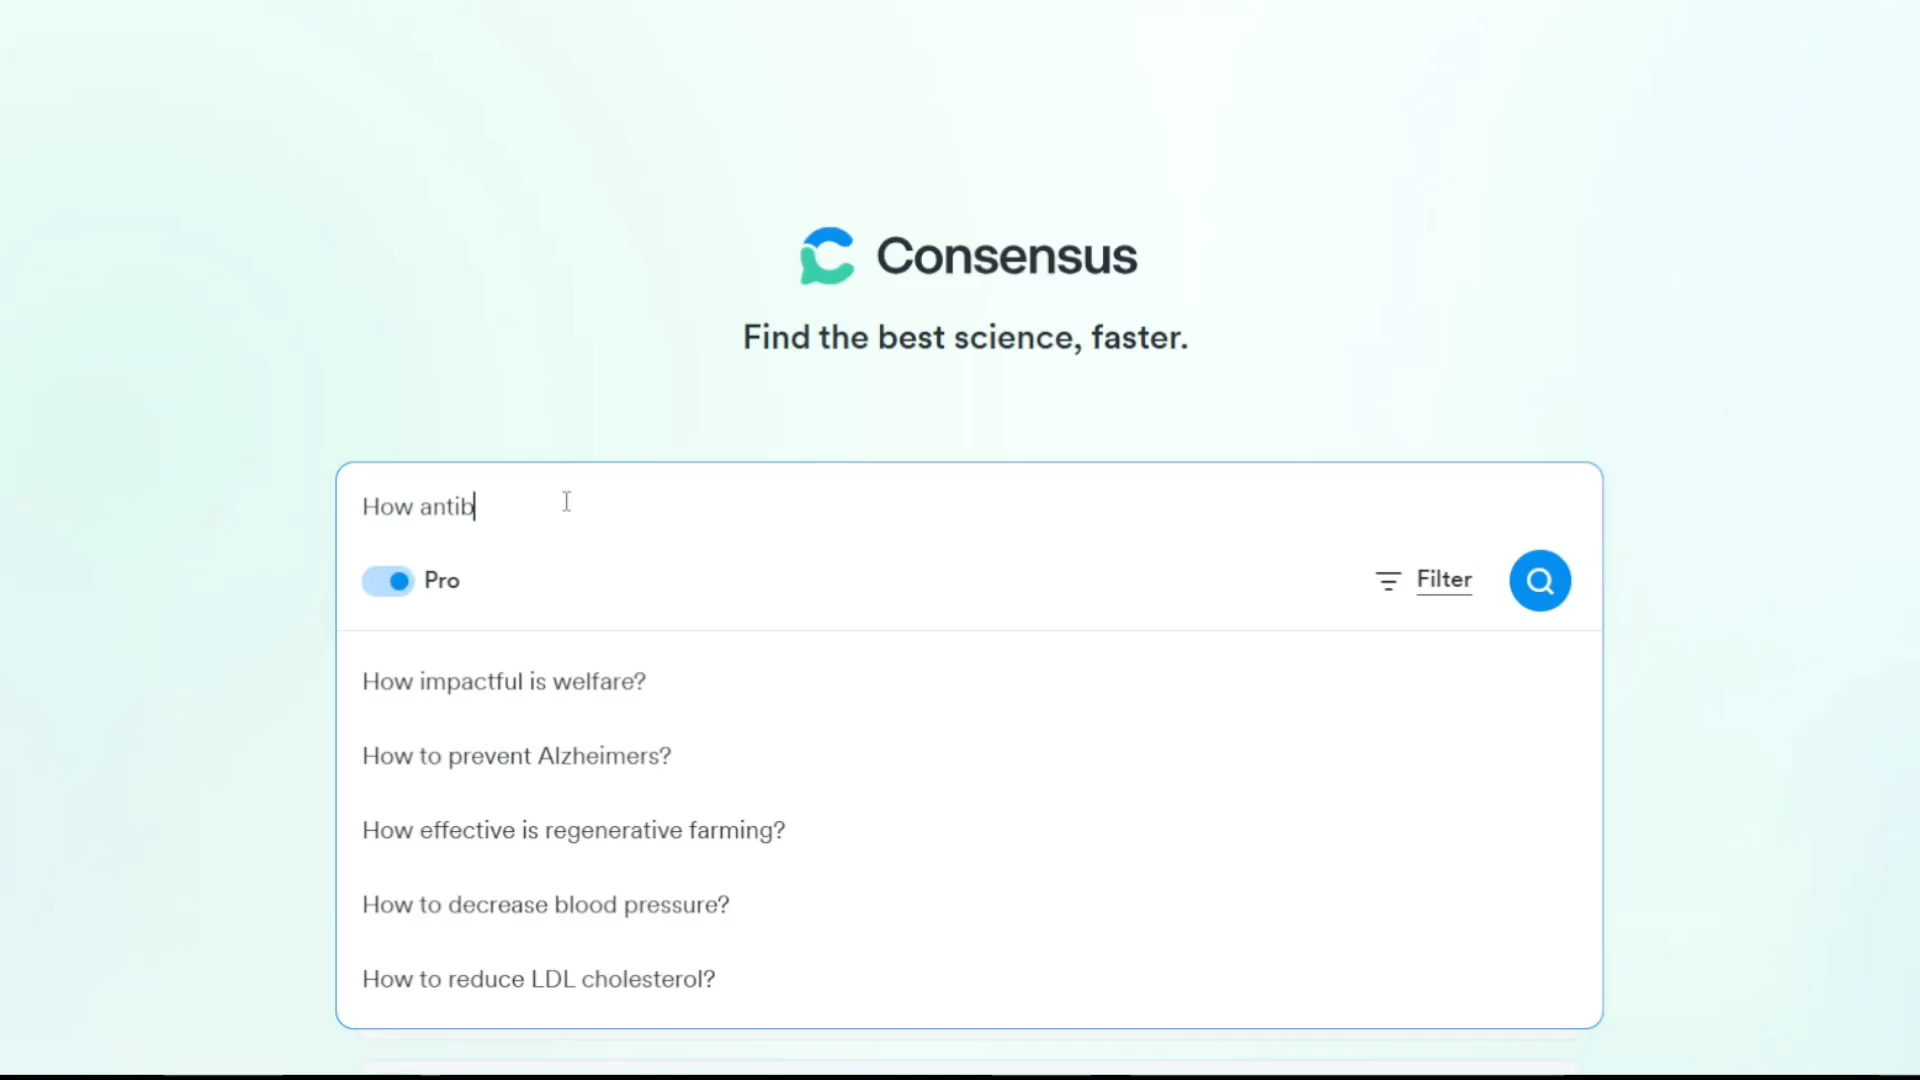 Consensus
Find the best science, faster.
How antib
Pro
Filter
How impactful is welfare?
How to prevent Alzheimers?
How effective is regenerative farming?
How to decrease blood pressure?
How to reduce LDL cholesterol?